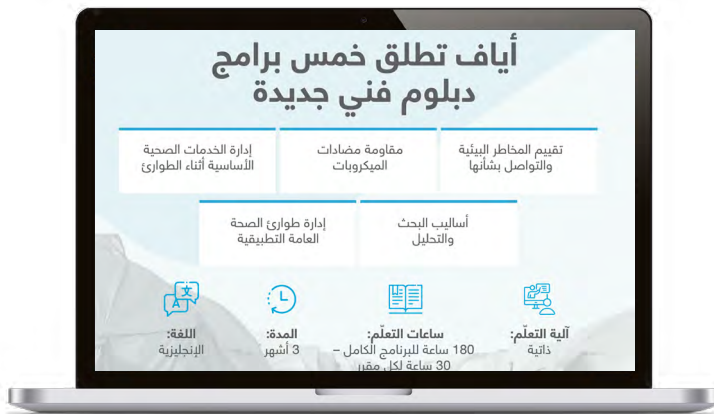 أياف تطلق خمس برامج
دبلوم فني جديدة
تقييم المخاطر البيئية
والتواصل بشأنها
مقاومة مضادات
الميكروبات
إدارة الخدمات الصحية
الأساسية أثناء الطوارئ
أساليب البحث
والتحليل
إدارة طوارئ الصحة
العامة التطبيقية
آلية التعلّم:
ذاتية
ساعات التعلّم:
180 ساعة للبرنامج الكامل –
30 ساعة لكل مقرر
المدة:
3 أشهر
اللغة:
الإنجليزية